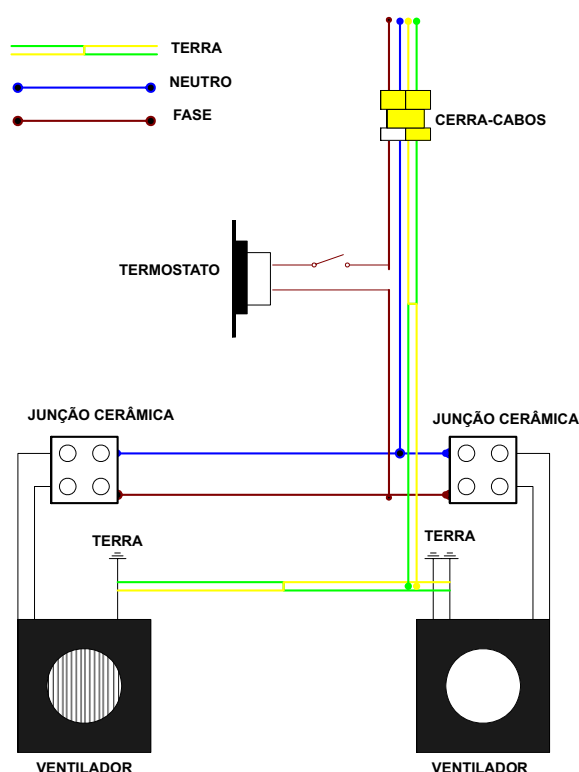 TERRA
NEUTRO
FASE
CERRA-CABOS
TERMOSTATO
JUNÇÃO CERÂMICA
JUNÇÃO CERÂMICA
TERRA
TERRA
VENTILADOR
VENTILADOR